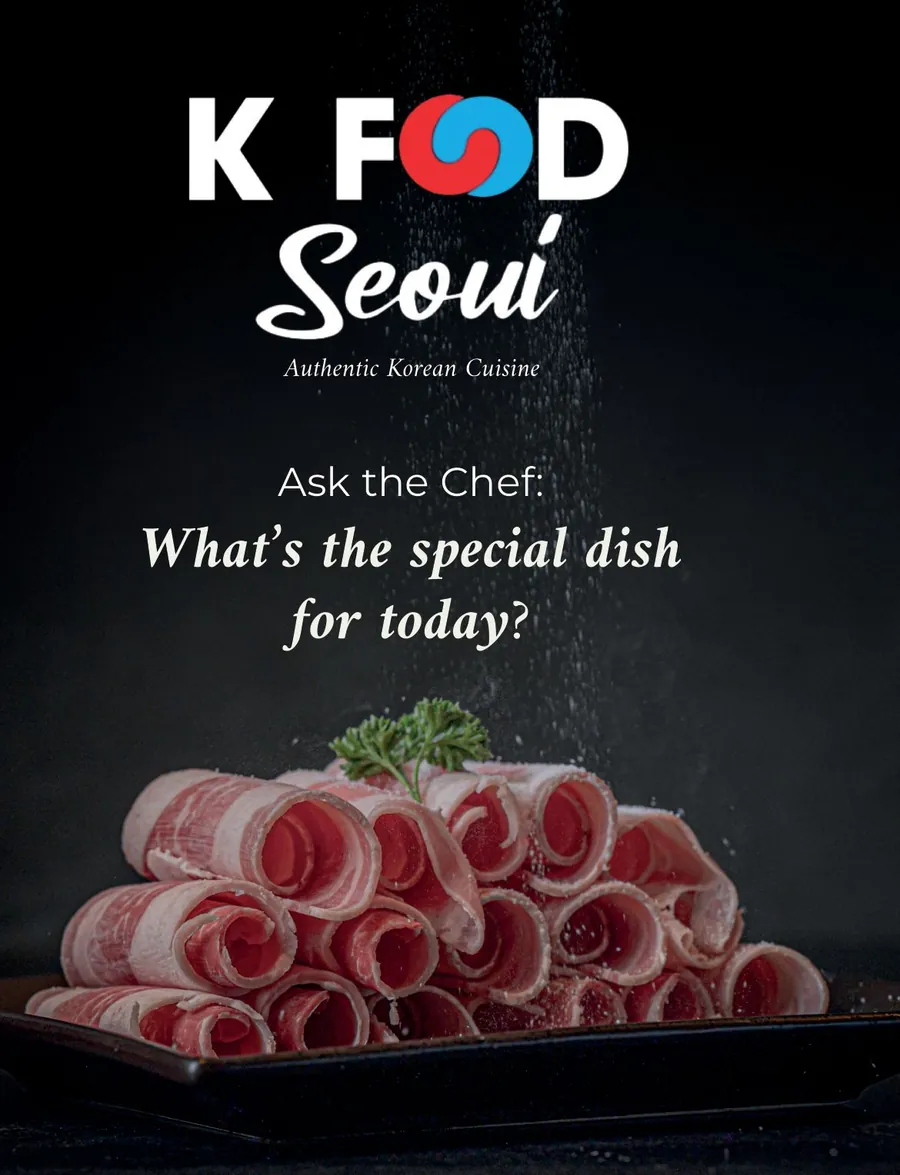 K FOOD
Seoul
Authentic Korean Cuisine
Ask the Chef:
What's the special dish
for today?